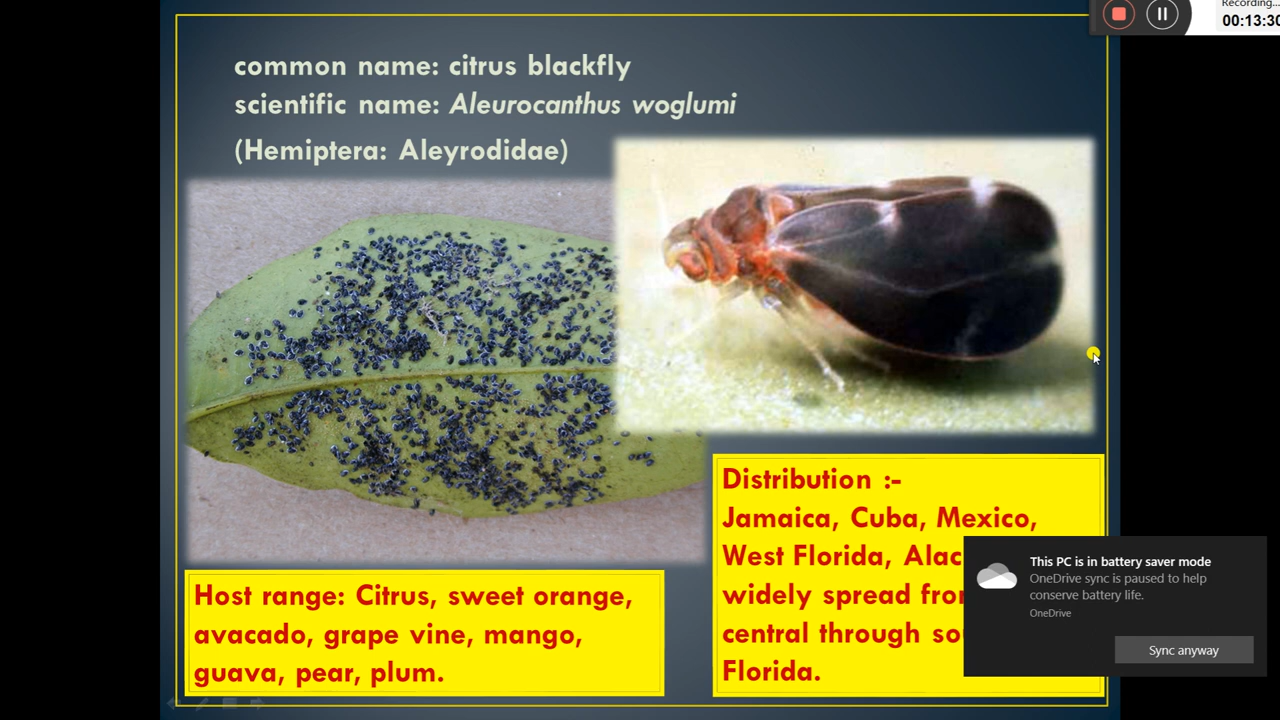 Recording...
00:13:30
common name: citrus blackfly
scientific name: Aleurocanthus woglumi
(Hemiptera: Aleyrodidae)
Distribution :-
Jamaica, Cuba, Mexico,
West Florida,
widely spread
central through
Florida.
Host range: Citrus, sweet orange,
avacado, grape vine, mango,
guava, pear, plum.
This PC is in battery saver mode
OneDrive sync is paused to help
conserve battery life.
OneDrive
Sync anyway